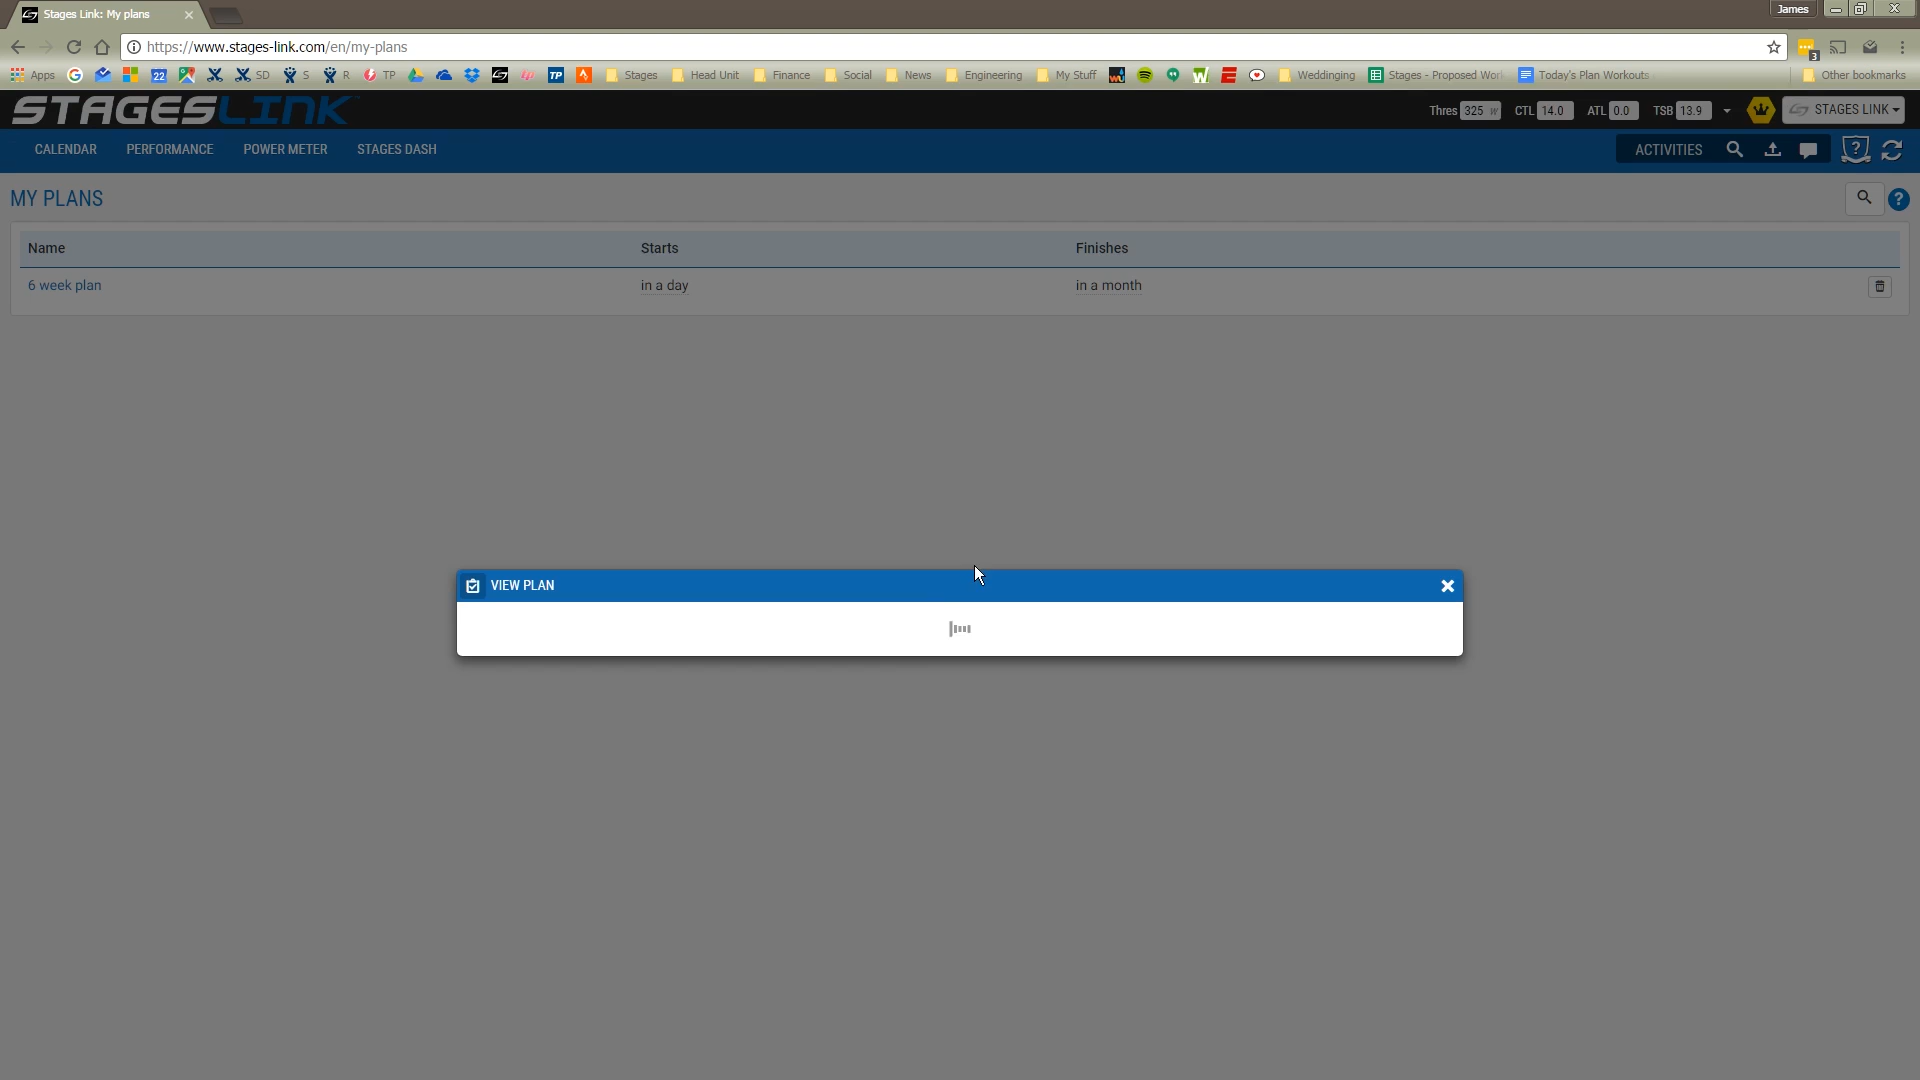 Stages Link: My plans
James
https://www.stages-link.com/en/my-plans
3
Apps 22 SD S R TP TP Stages Head Unit Finance Social News Engineering My Stuff Weddinging Stages - Proposed Work Today's Plan Workouts Other bookmarks
STAGESLINK Thres 325 w CTL 14.0 ATL 0.0 TSB 13.9 STAGES LINK
CALENDAR PERFORMANCE POWER METER STAGES DASH ACTIVITIES ?
MY PLANS ?
Name Starts Finishes
6 week plan in a day in a month
VIEW PLAN